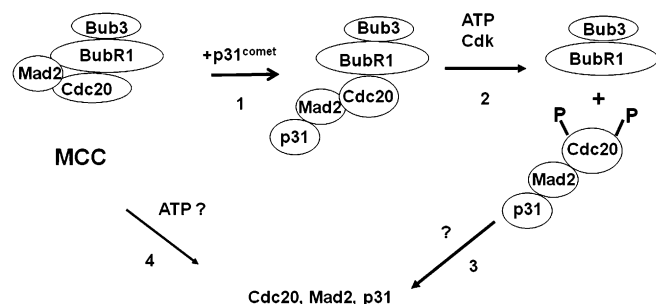 Bub3
BubR1
Mad2
Cdc20
MCC
+p31comet
1
Bub3
BubR1
Cdc20
Mad2
p31
ATP
Cdk
2
Bub3
BubR1
+
P P
Cdc20
Mad2
p31
ATP ?
4
?
3
Cdc20, Mad2, p31